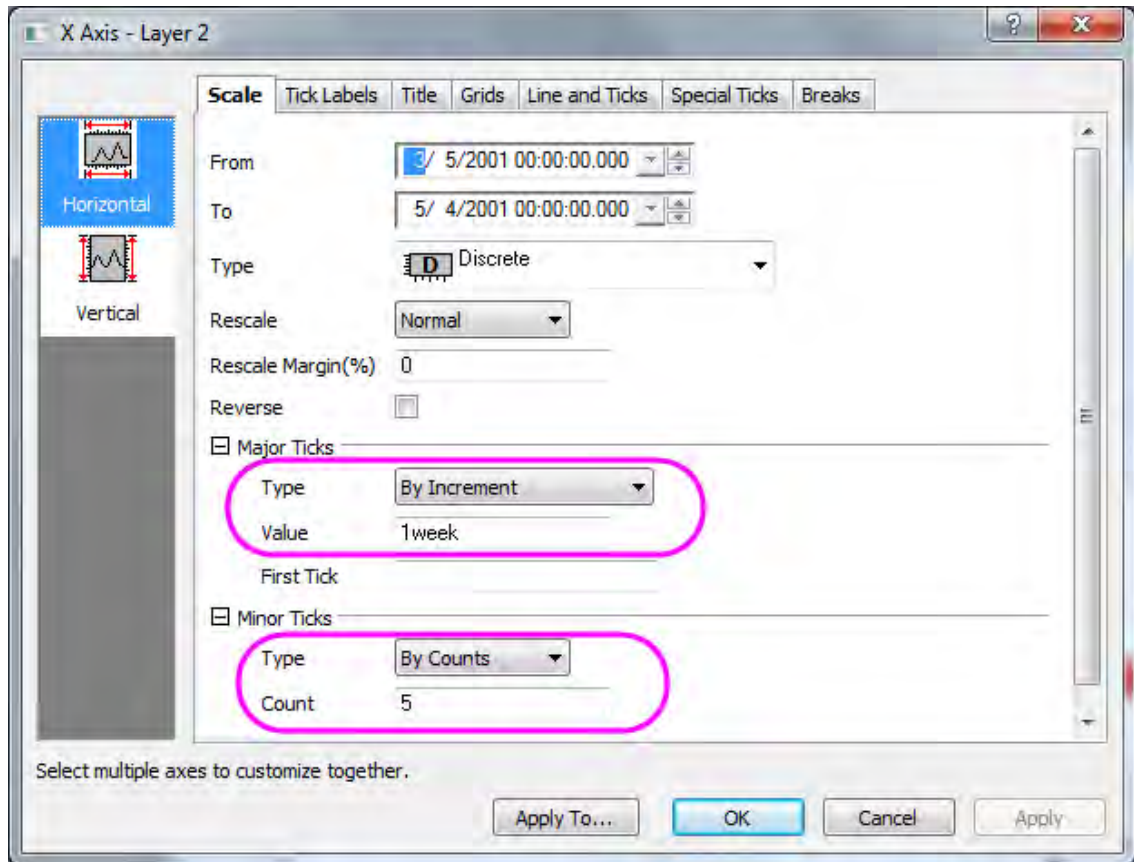 X Axis - Layer 2
?
X
Scale Tick Labels Title Grids Line and Ticks Special Ticks Breaks
Horizontal
Vertical
From 3/ 5/2001 00:00:00.000
To 5/ 4/2001 00:00:00.000
Type D Discrete
Rescale Normal
Rescale Margin(%) 0
Reverse
Major Ticks
Type By Increment
Value 1week
First Tick
Minor Ticks
Type By Counts
Count 5
Select multiple axes to customize together.
Apply To... OK Cancel Apply